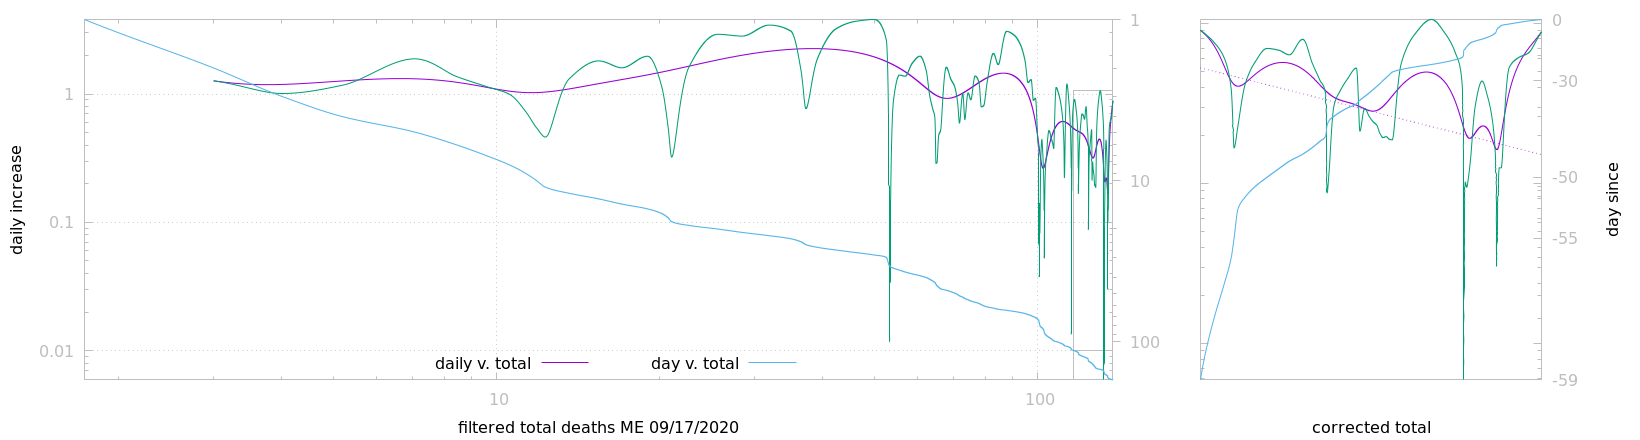 1
0.1
0.01
daily increase
daily v. total
day v. total
10
100
filtered total deaths ME 09/17/2020
1
10
100
0
-30
-50
-55
-59
day since
corrected total